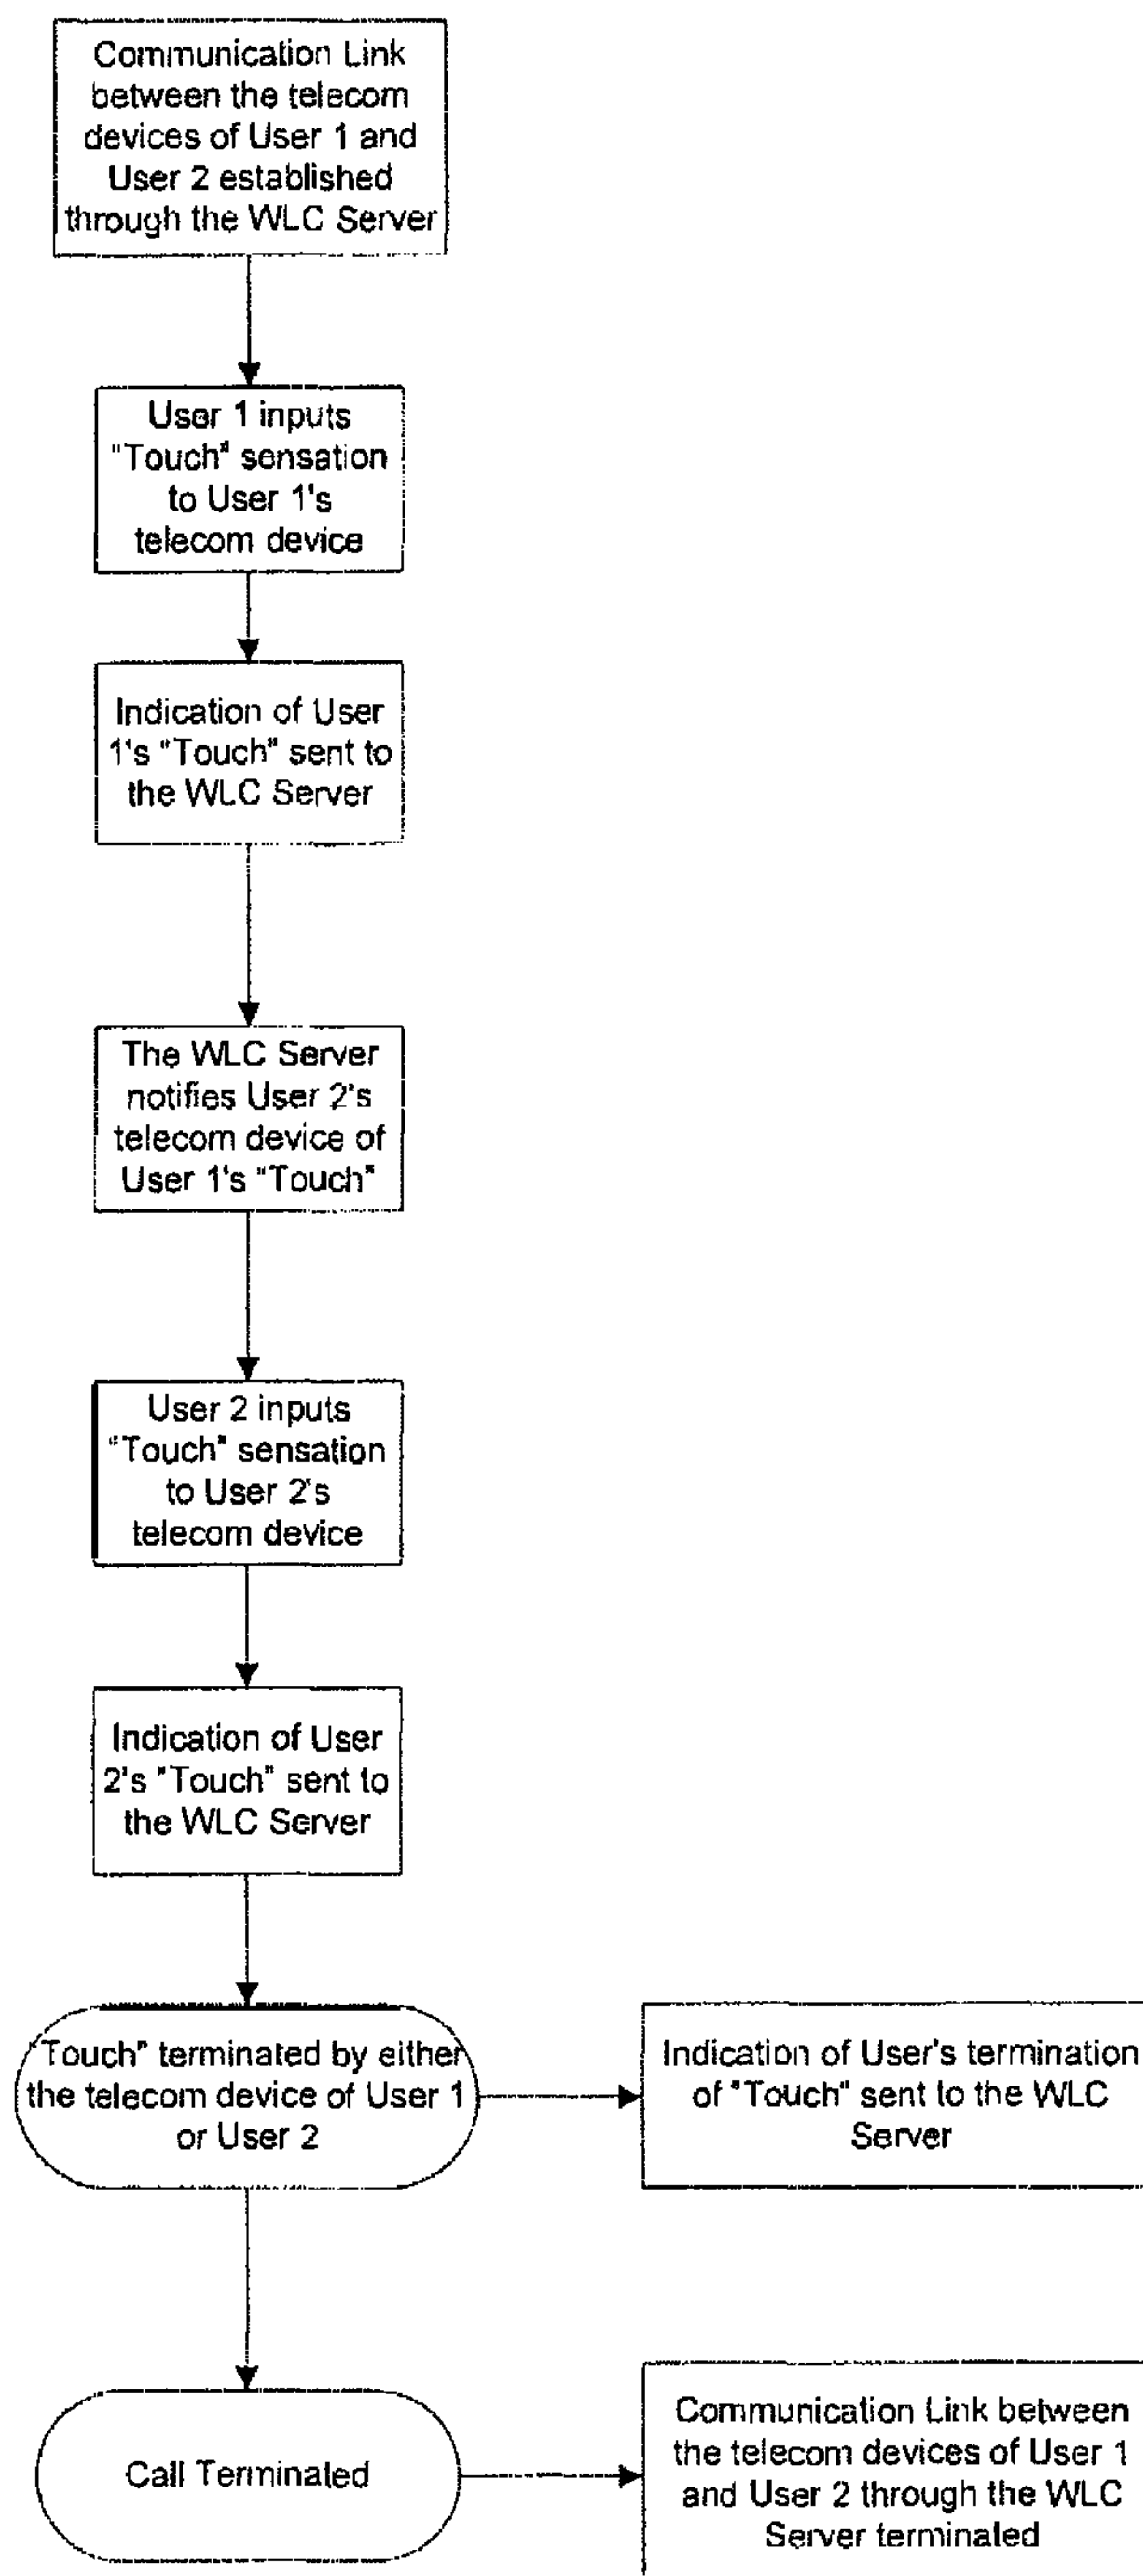 Communication Link
between the telecom
devices of User 1 and
User 2 established
through the WLC Server
User 1 inputs
"Touch" sensation
to User 1's
telecom device
Indication of User
1's "Touch" sent to
the WLC Server
The WLC Server
notifies User 2's
telecom device of
User 1's "Touch"
User 2 inputs
"Touch" sensation
to User 2's
telecom device
Indication of User
2's "Touch" sent to
the WLC Server
"Touch" terminated by either
the telecom device of User 1
or User 2
Indication of User's termination
of "Touch" sent to the WLC
Server
Call Terminated
Communication Link between
the telecom devices of User 1
and User 2 through the WLC
Server terminated